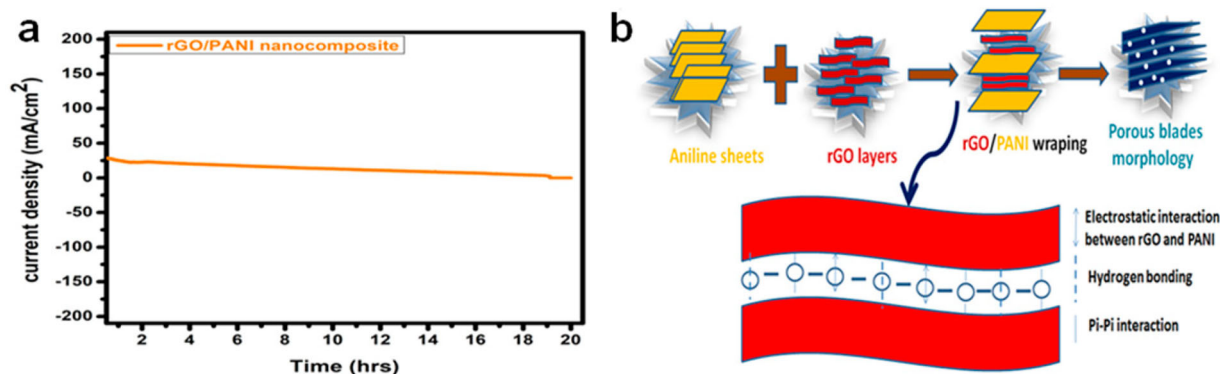 a
rGO/PANI nanocomposite
current density (mA/cm²)
200
150
100
50
0
-50
-100
-150
-200
2
4
6
8
10
12
14
16
18
20
Time (hrs)
b
Aniline sheets
rGO layers
rGO/PANI wraping
Porous blades
morphology
Electrostatic interaction
between rGO and PANI
Hydrogen bonding
Pi-Pi interaction